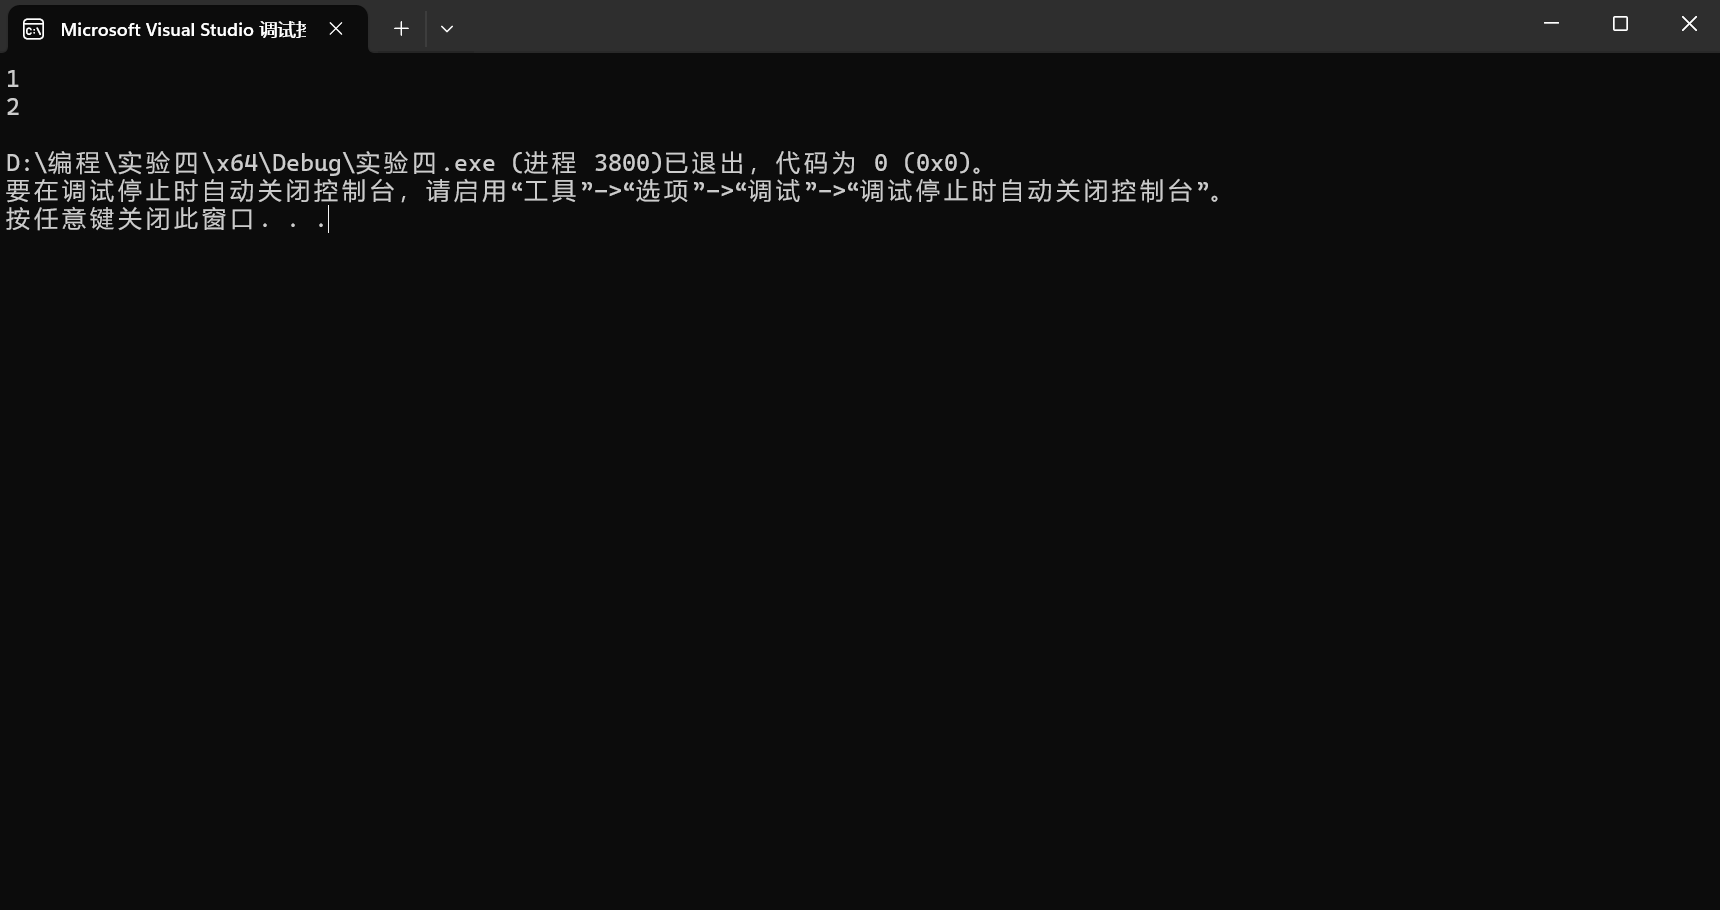 Microsoft Visual Studio 调试
1
2
D:\编程\实验四\x64\Debug\实验四.exe (进程 3800)已退出，代码为 0 (0x0)。
要在调试停止时自动关闭控制台，请启用“工具”->“选项”->“调试”->“调试停止时自动关闭控制台”。
按任意键关闭此窗口. . .